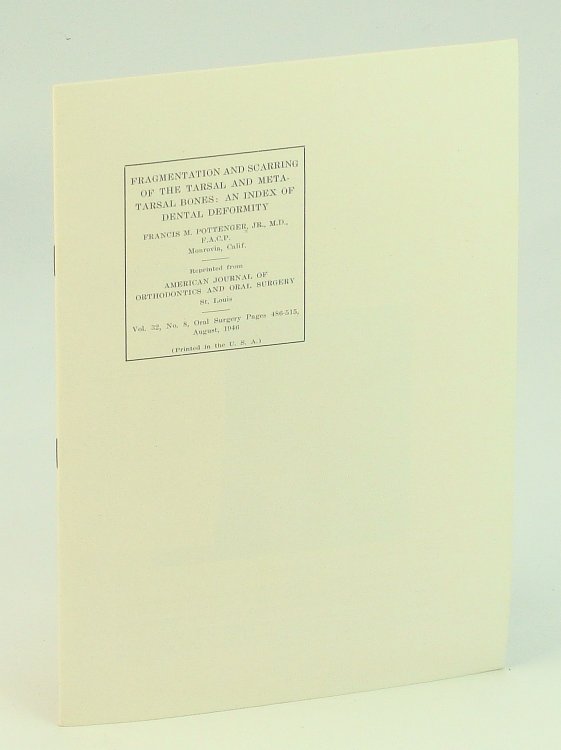 FRAGMENTATION AND SCARRING
OF THE TARSAL AND META-
TARSAL BONES: AN INDEX OF
DENTAL DEFORMITY
FRANCIS M. POTTENGER, JR., M.D.,
F.A.C.P.
Monrovia, Calif.
Reprinted from
AMERICAN JOURNAL OF
ORTHODONTICS AND ORAL SURGERY
St. Louis
Vol. 32, No. 8, Oral Surgery Pages 486-515,
August, 1946
(Printed in the U. S. A.)